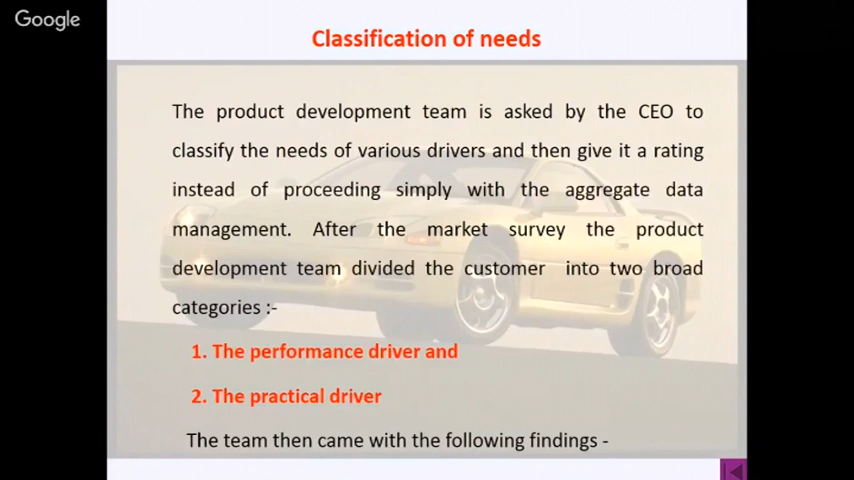 Google
Classification of needs
The product development team is asked by the CEO to
classify the needs of various drivers and then give it a rating
instead of proceeding simply with the aggregate data
management. After the market survey the product
development team divided the customer into two broad
categories :-
1. The performance driver and
2. The practical driver
The team then came with the following findings -